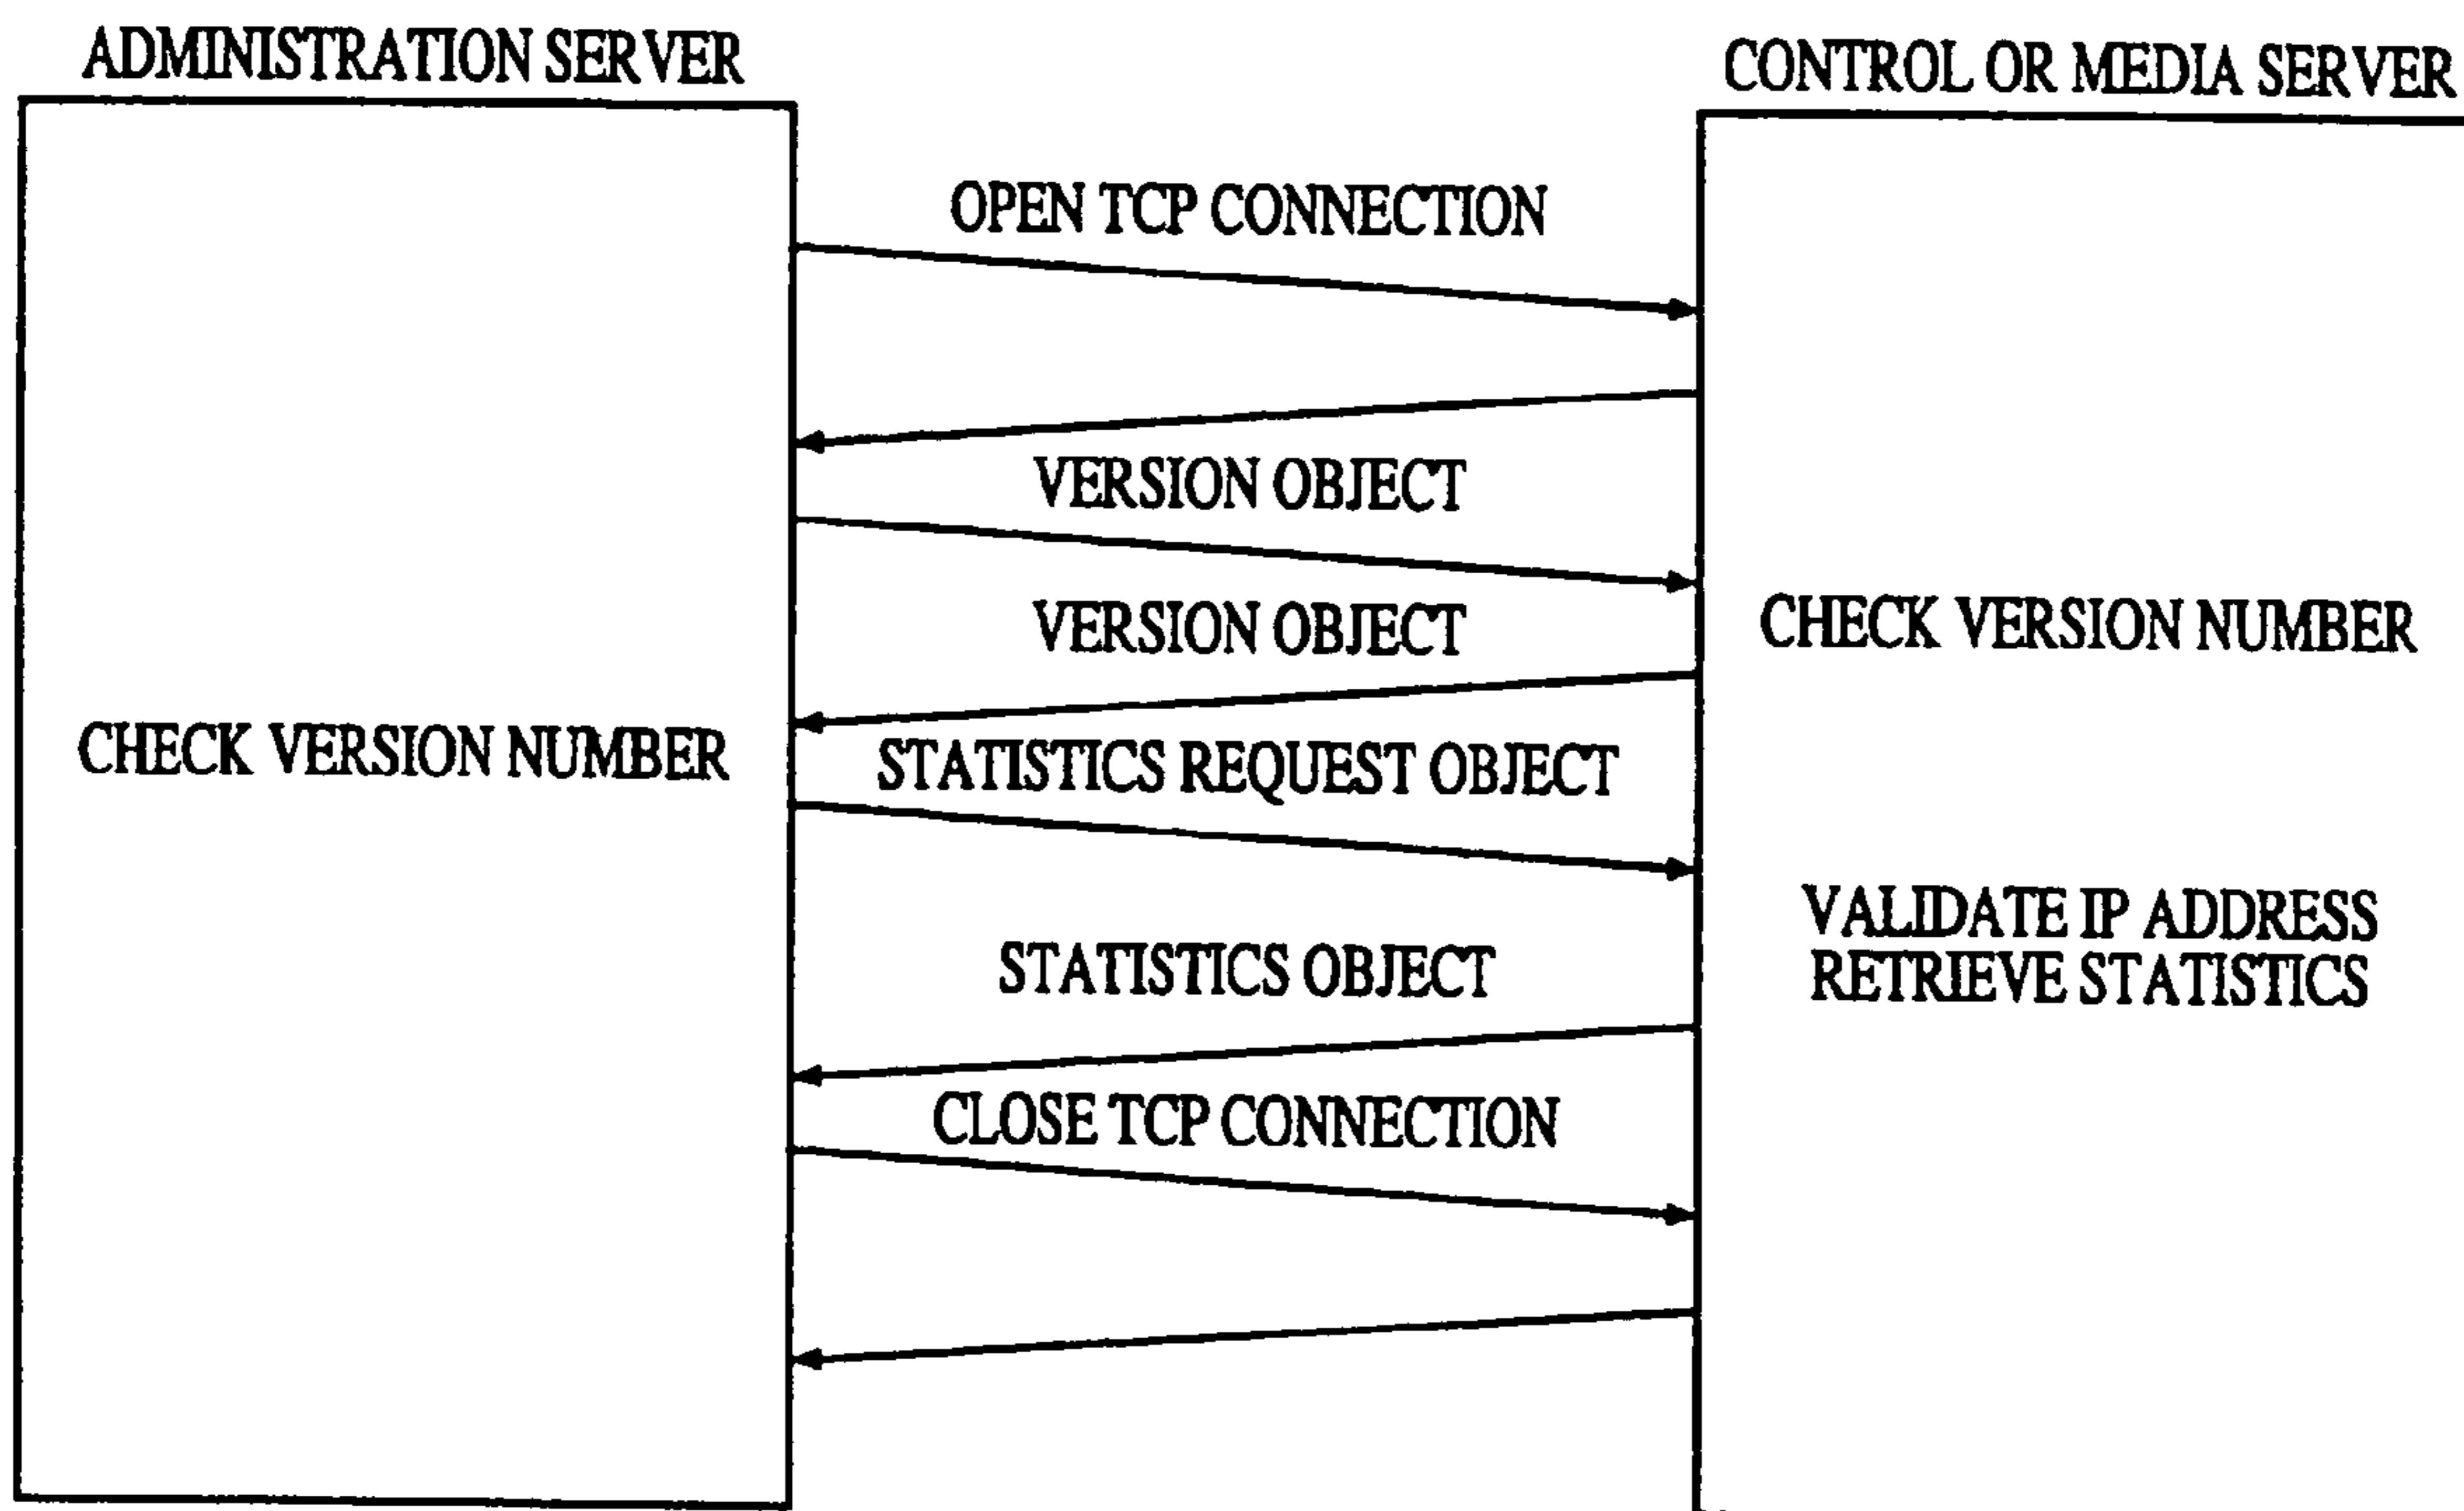 ADMINISTRATION SERVER
CONTROL OR MEDIA SERVER
OPEN TCP CONNECTION
VERSION OBJECT
VERSION OBJECT
CHECK VERSION NUMBER
CHECK VERSION NUMBER
STATISTICS REQUEST OBJECT
VALIDATE IP ADDRESS
RETRIEVE STATISTICS
STATISTICS OBJECT
CLOSE TCP CONNECTION